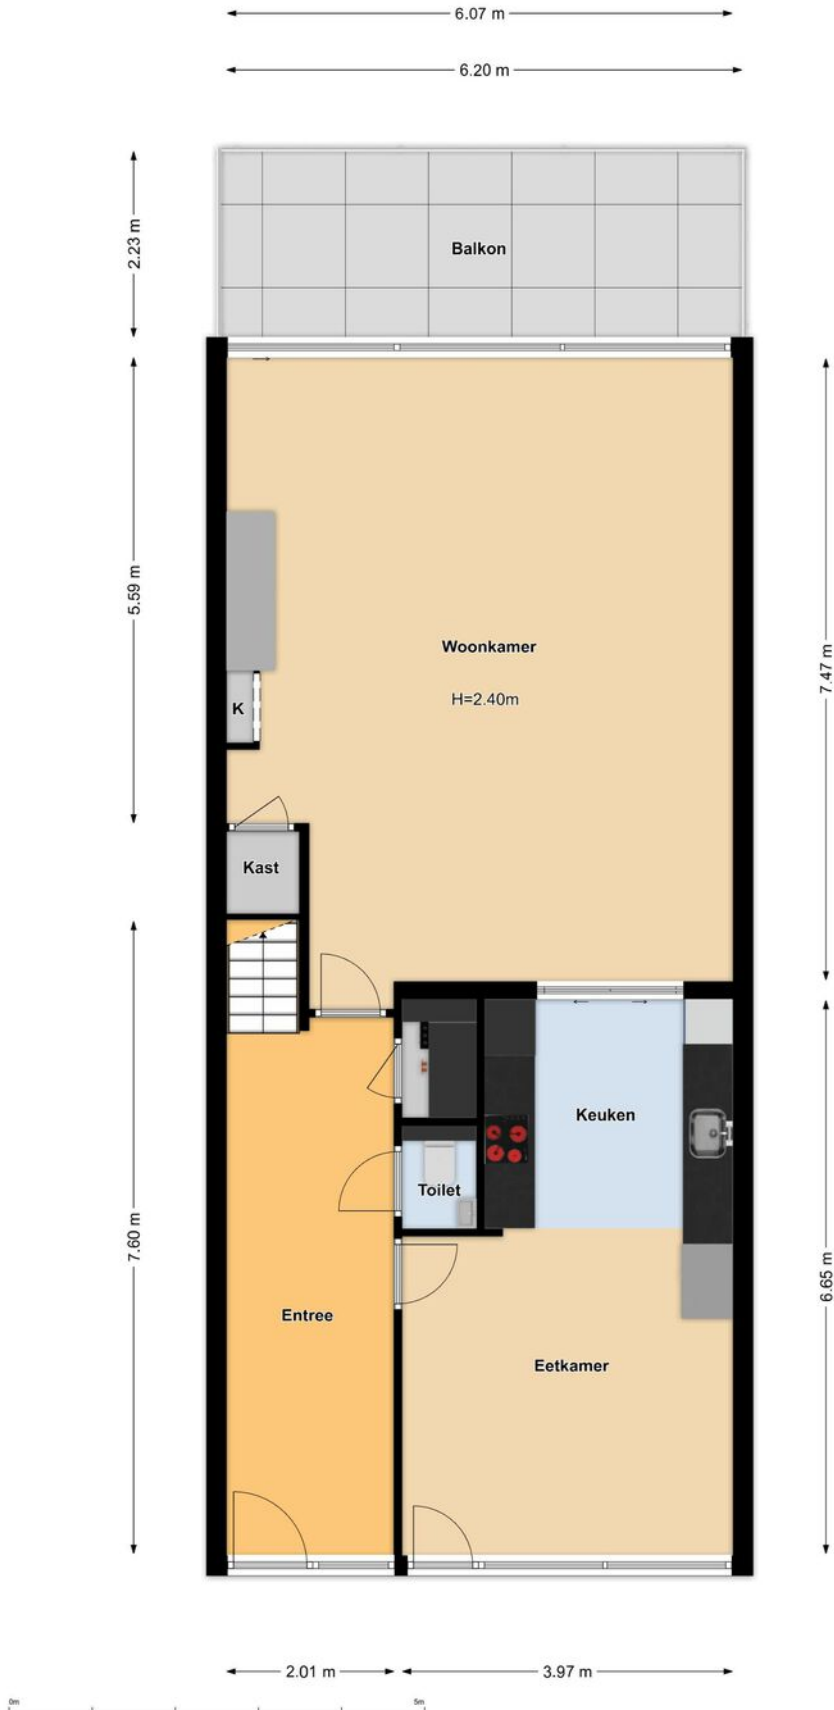 6.07 m
6.20 m
2.23 m
Balkon
5.59 m
Woonkamer
7.47 m
H=2.40m
K
Kast
Keuken
Toilet
7.60 m
6.65 m
Entree
Eetkamer
2.01 m
3.97 m
0m
5m